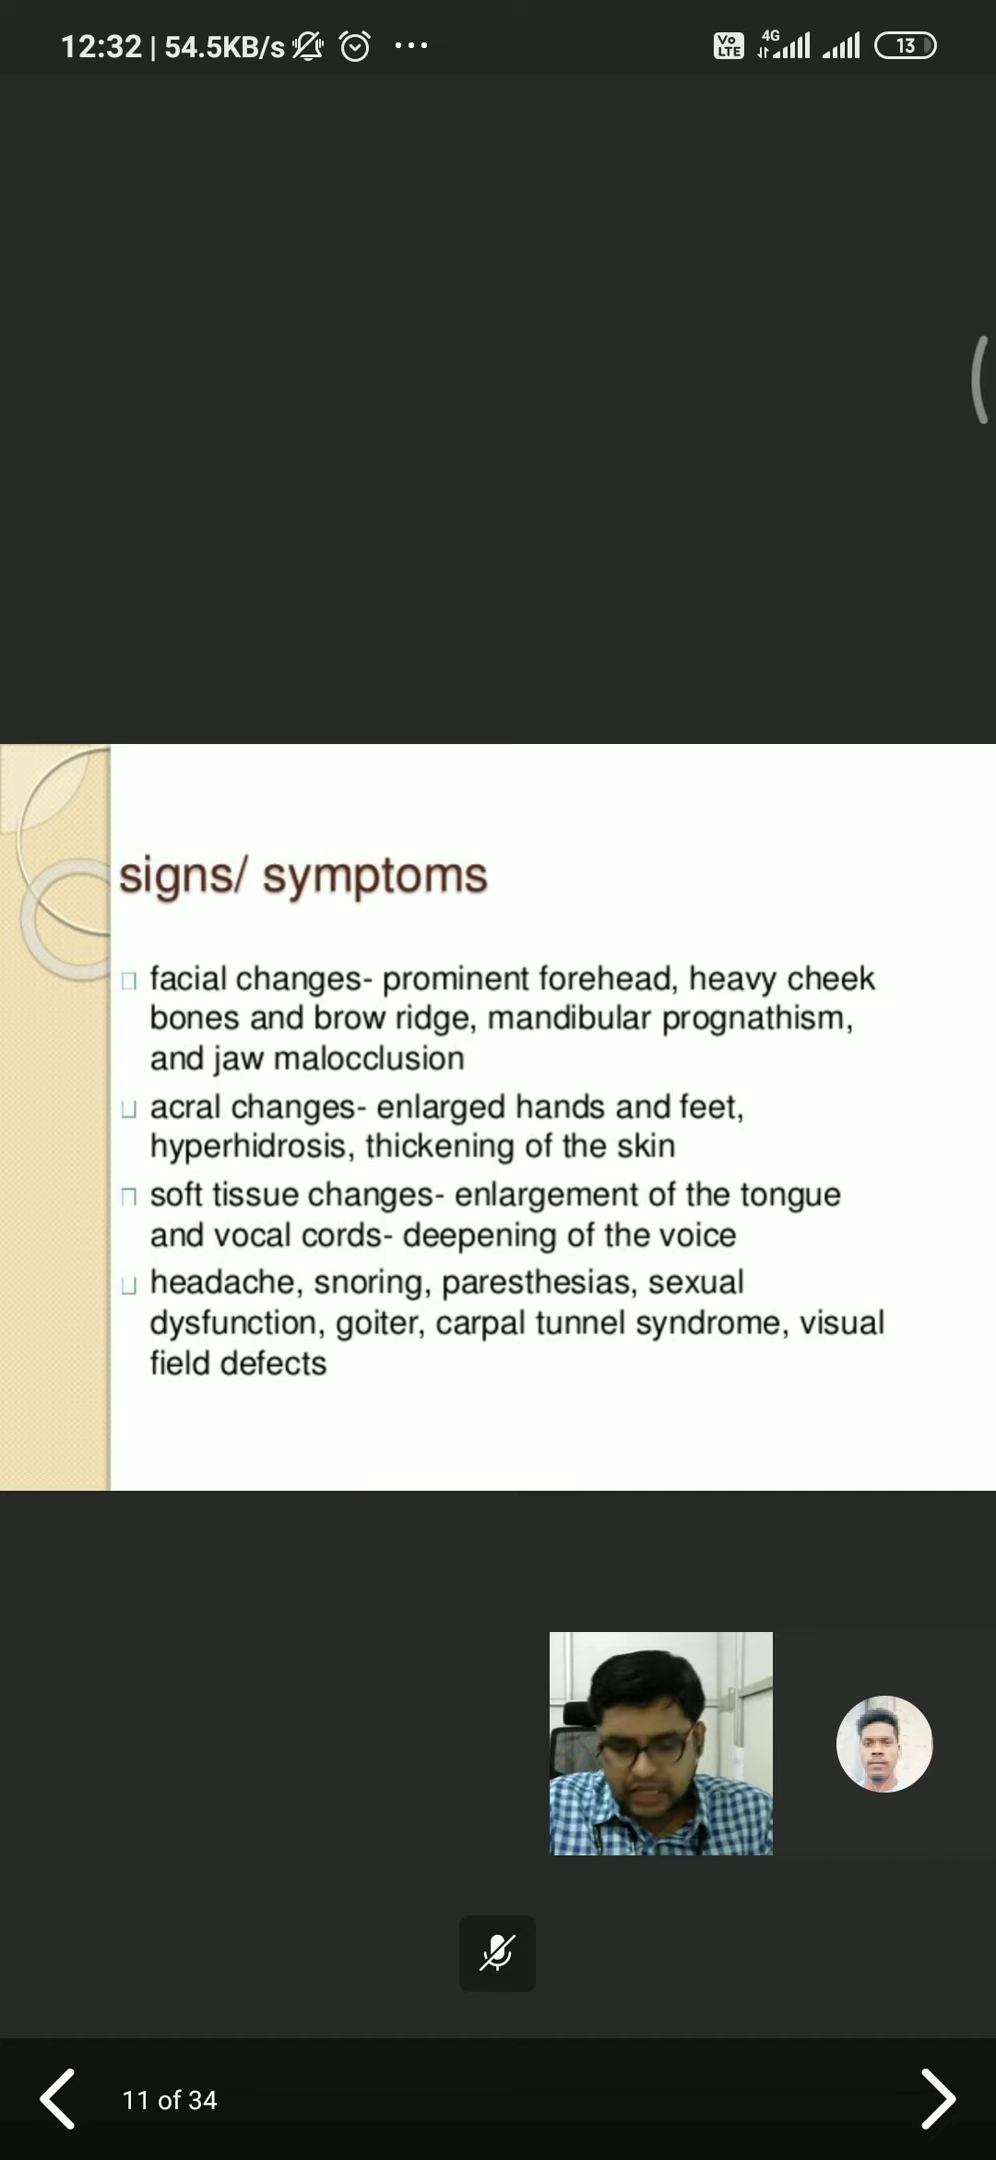 12:32 | 54.5KB/s
Vo LTE 4G 13
signs/ symptoms
facial changes- prominent forehead, heavy cheek
bones and brow ridge, mandibular prognathism,
and jaw malocclusion
acral changes- enlarged hands and feet,
hyperhidrosis, thickening of the skin
soft tissue changes- enlargement of the tongue
and vocal cords- deepening of the voice
headache, snoring, paresthesias, sexual
dysfunction, goiter, carpal tunnel syndrome, visual
field defects
11 of 34